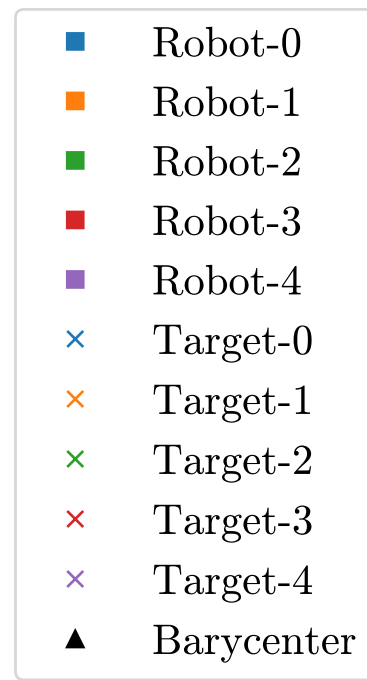 Robot-0
Robot-1
Robot-2
Robot-3
Robot-4
Target-0
Target-1
Target-2
Target-3
Target-4
Barycenter